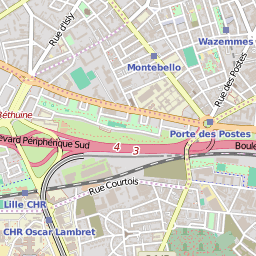 Rue d'Isly
Wazemmes
Montebello
Rue des Postes
Béthune
Porte des Postes
evard Périphérique Sud
4
3
Boule
Rue Courtois
Lille CHR
CHR Oscar Lambret